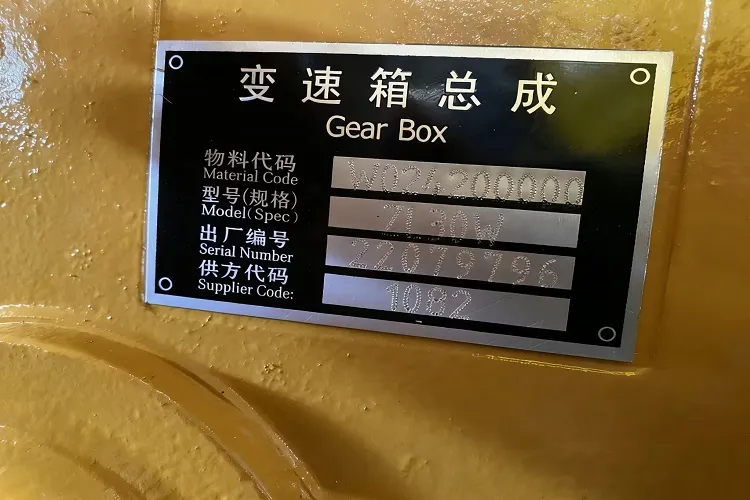 变速箱总成
Gear Box
物料代码 W024200000
Material Code
型号(规格) ZL30W
Model(Spec)
出厂编号 22079796
Serial Number
供方代码 1082
Supplier Code: